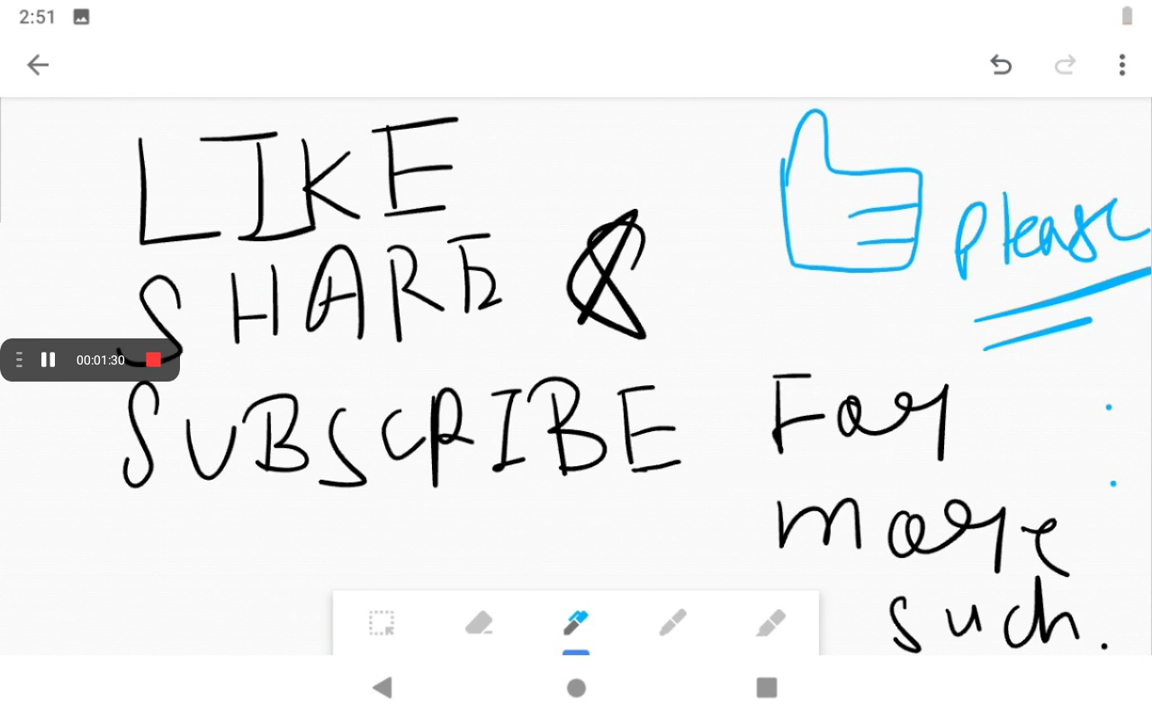 2:51
LIKE
SHARE &
00:01:30
SUBSCRIBE
please
For
more
such.